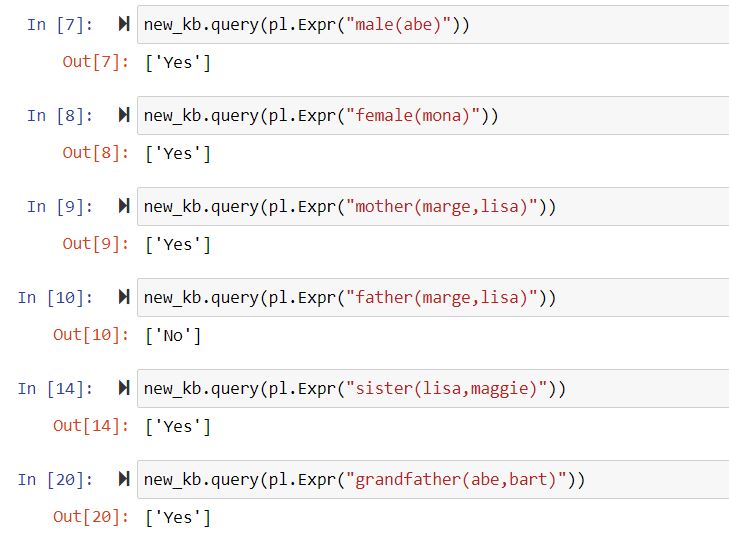 In [7]: new_kb.query(pl.Expr("male(abe)"))
Out[7]: ['Yes']
In [8]: new_kb.query(pl.Expr("female(mona)"))
Out[8]: ['Yes']
In [9]: new_kb.query(pl.Expr("mother(marge,lisa)"))
Out[9]: ['Yes']
In [10]: new_kb.query(pl.Expr("father(marge,lisa)"))
Out[10]: ['No']
In [14]: new_kb.query(pl.Expr("sister(lisa,maggie)"))
Out[14]: ['Yes']
In [20]: new_kb.query(pl.Expr("grandfather(abe,bart)"))
Out[20]: ['Yes']